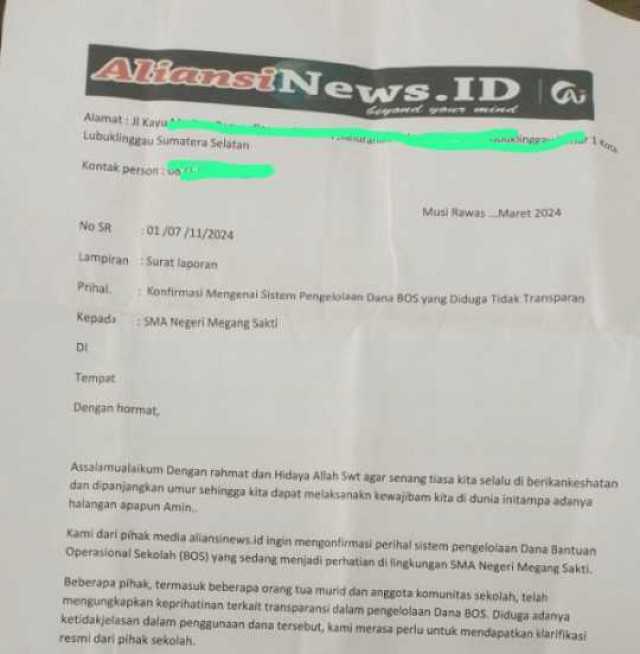 AliansiNews.ID
beyond your mind
Alamat : Jl Kayu
Lubuklinggau Sumatera Selatan
Kontak person :
Musi Rawas ...Maret 2024
No SR : 01 /07 /11/2024
Lampiran : Surat laporan
Prihal. : Konfirmasi Mengenai Sistem Pengelolaan Dana BOS yang Diduga Tidak Transparan
Kepada : SMA Negeri Megang Sakti
DI
Tempat
Dengan hormat,
Assalamualaikum Dengan rahmat dan Hidaya Allah Swt agar senang tiasa kita selalu di berikankeshatan
dan dipanjangkan umur sehingga kita dapat melaksanakn kewajibam kita di dunia initampa adanya
halangan apapun Amin..
Kami dari pihak media aliansinews.id ingin mengonfirmasi perihal sistem pengelolaan Dana Bantuan
Operasional Sekolah (BOS) yang sedang menjadi perhatian di lingkungan SMA Negeri Megang Sakti.
Beberapa pihak, termasuk beberapa orang tua murid dan anggota komunitas sekolah, telah
mengungkapkan keprihatinan terkait transparansi dalam pengelolaan Dana BOS. Diduga adanya
ketidakjelasan dalam penggunaan dana tersebut, kami merasa perlu untuk mendapatkan klarifikasi
resmi dari pihak sekolah.